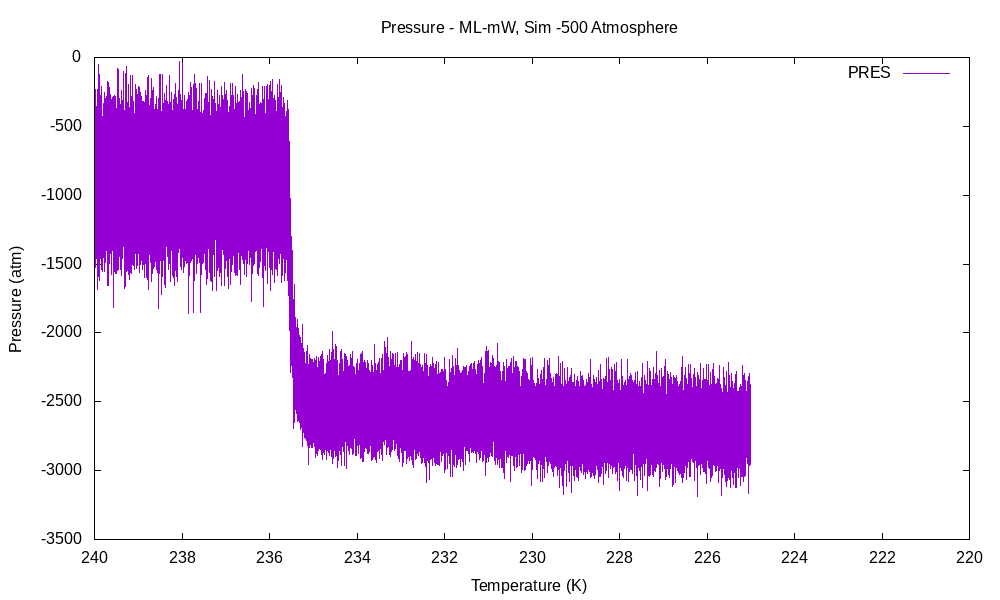 Pressure - ML-mW, Sim -500 Atmosphere
PRES
0
-500
-1000
-1500
-2000
-2500
-3000
-3500
Pressure (atm)
240 238 236 234 232 230 228 226 224 222 220
Temperature (K)